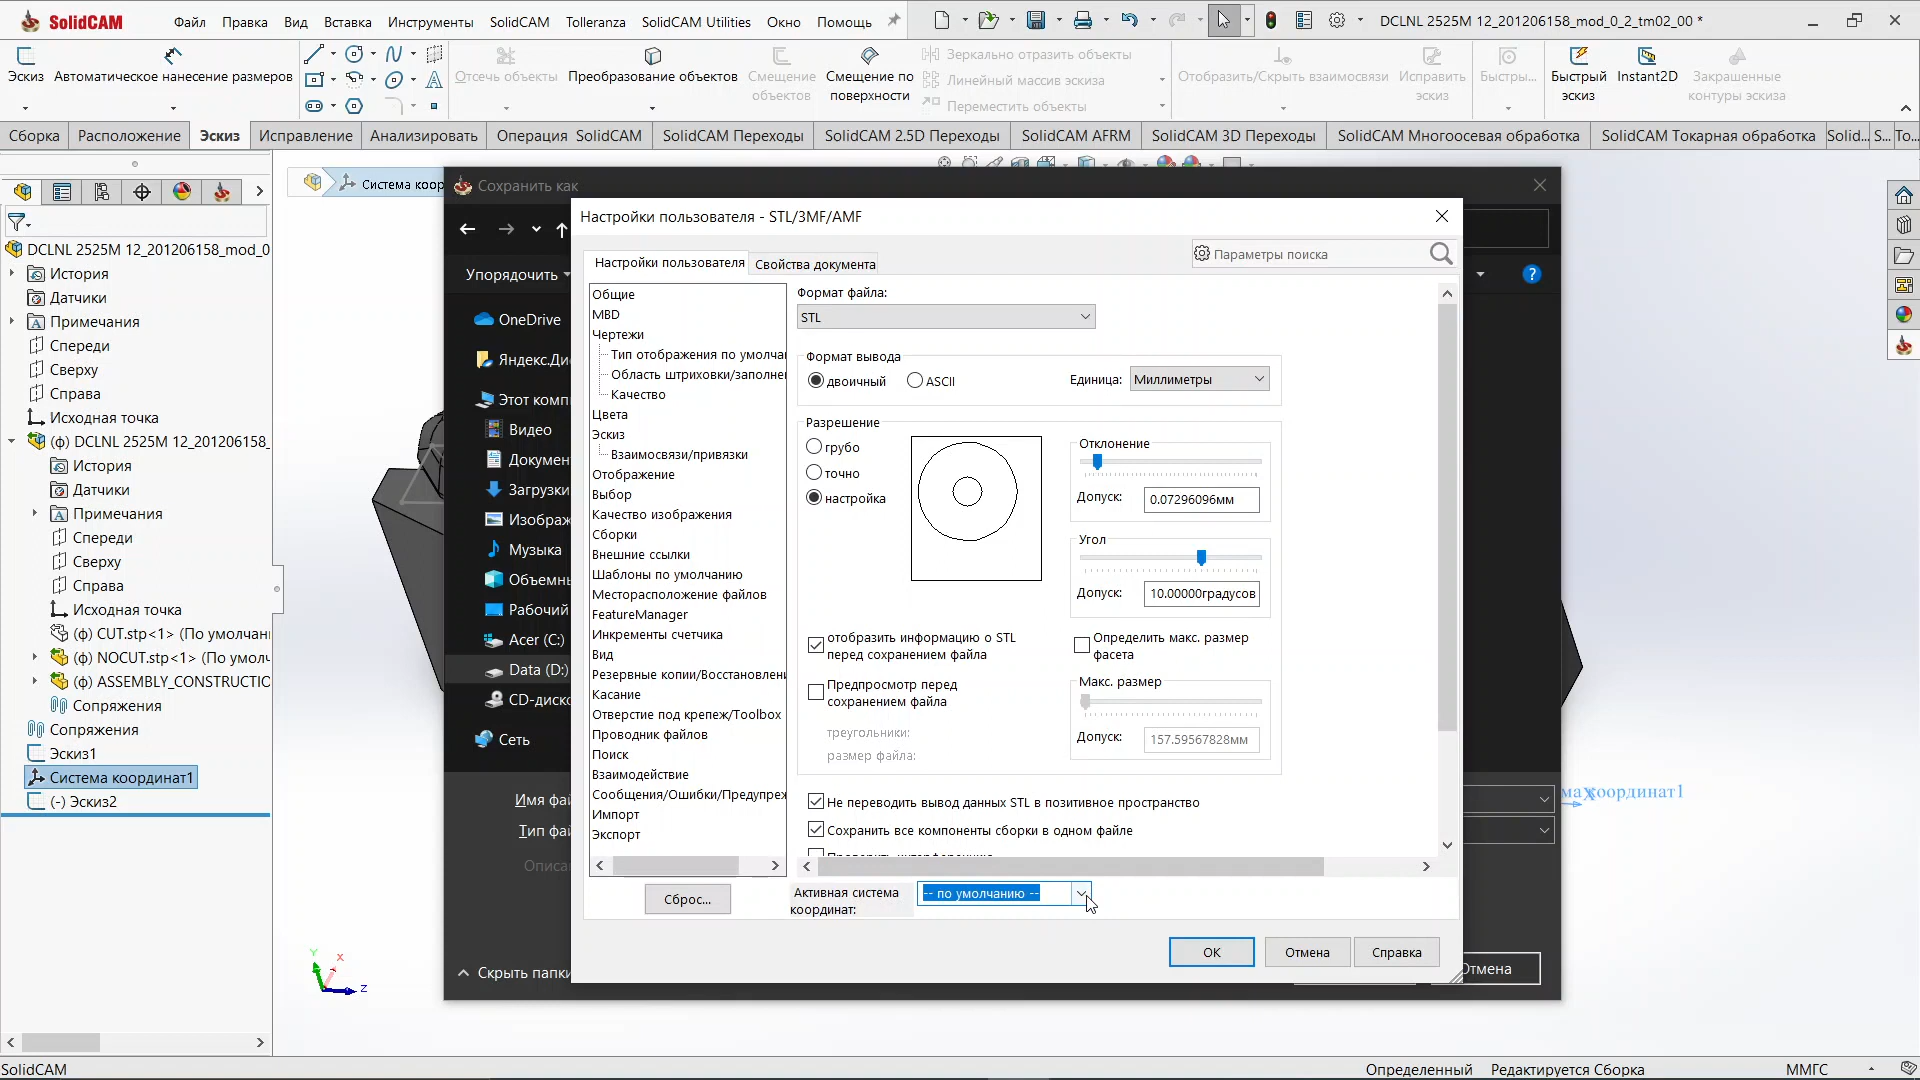 SolidCAM
Файл
Правка
Вид
Вставка
Инструменты
SolidCAM
Tolleranza
SolidCAM Utilities
Окно
Помощь
DCLNL 2525M 12_201206158_mod_0_2_tm02_00 *
Эскиз
Автоматическое нанесение размеров
Отсечь объекты
Преобразование объектов
Смещение объектов
Смещение по поверхности
Зеркально отразить объекты
Линейный массив эскиза
Переместить объекты
Отобразить/Скрыть взаимосвязи
Исправить эскиз
Быстры...
Быстрый эскиз
Instant2D
Закрашенные контуры эскиза
Сборка
Расположение
Эскиз
Исправление
Анализировать
Операция SolidCAM
SolidCAM Переходы
SolidCAM 2.5D Переходы
SolidCAM AFRM
SolidCAM 3D Переходы
SolidCAM Многоосевая обработка
SolidCAM Токарная обработка
Solid...
S...
To...
DCLNL 2525M 12_201206158_mod_0
История
Датчики
Примечания
Спереди
Сверху
Справа
Исходная точка
(ф) DCLNL 2525M 12_201206158_
История
Датчики
Примечания
Спереди
Сверху
Справа
Исходная точка
(ф) CUT.stp<1> (По умолчан
(ф) NOCUT.stp<1> (По умолч
(ф) ASSEMBLY_CONSTRUCTIO
Сопряжения
Сопряжения
Эскиз1
Система координат1
(-) Эскиз2
Система коор
Сохранить как
Упорядочить
OneDrive
Яндекс.Ди
Этот комп
Видео
Докумен
Загрузки
Изображ
Музыка
Объемны
Рабочий
Acer (C:)
Data (D:)
CD-диск
Сеть
Имя фай
Тип фай
Описа
Скрыть папки
Отмена
Настройки пользователя - STL/3MF/AMF
Настройки пользователя
Свойства документа
Параметры поиска
Общие
MBD
Чертежи
Тип отображения по умолча
Область штриховки/заполне
Качество
Цвета
Эскиз
Взаимосвязи/привязки
Отображение
Выбор
Качество изображения
Сборки
Внешние ссылки
Шаблоны по умолчанию
Месторасположение файлов
FeatureManager
Инкременты счетчика
Вид
Резервные копии/Восстановлени
Касание
Отверстие под крепеж/Toolbox
Проводник файлов
Поиск
Взаимодействие
Сообщения/Ошибки/Предупреж
Импорт
Экспорт
Сброс...
Формат файла:
STL
Формат вывода
двоичный
ASCII
Единица:
Миллиметры
Разрешение
грубо
точно
настройка
Отклонение
Допуск:
0.07296096мм
Угол
Допуск:
10.00000градусов
отобразить информацию о STL
перед сохранением файла
Определить макс. размер
фасета
Предпросмотр перед
сохранением файла
Макс. размер
треугольники:
размер файла:
Допуск:
157.59567828мм
Не переводить вывод данных STL в позитивное пространство
Сохранить все компоненты сборки в одном файле
Активная система
координат:
-- по умолчанию --
OK
Отмена
Справка
координат1
Y
X
Z
SolidCAM
Определенный
Редактируется Сборка
ММГС